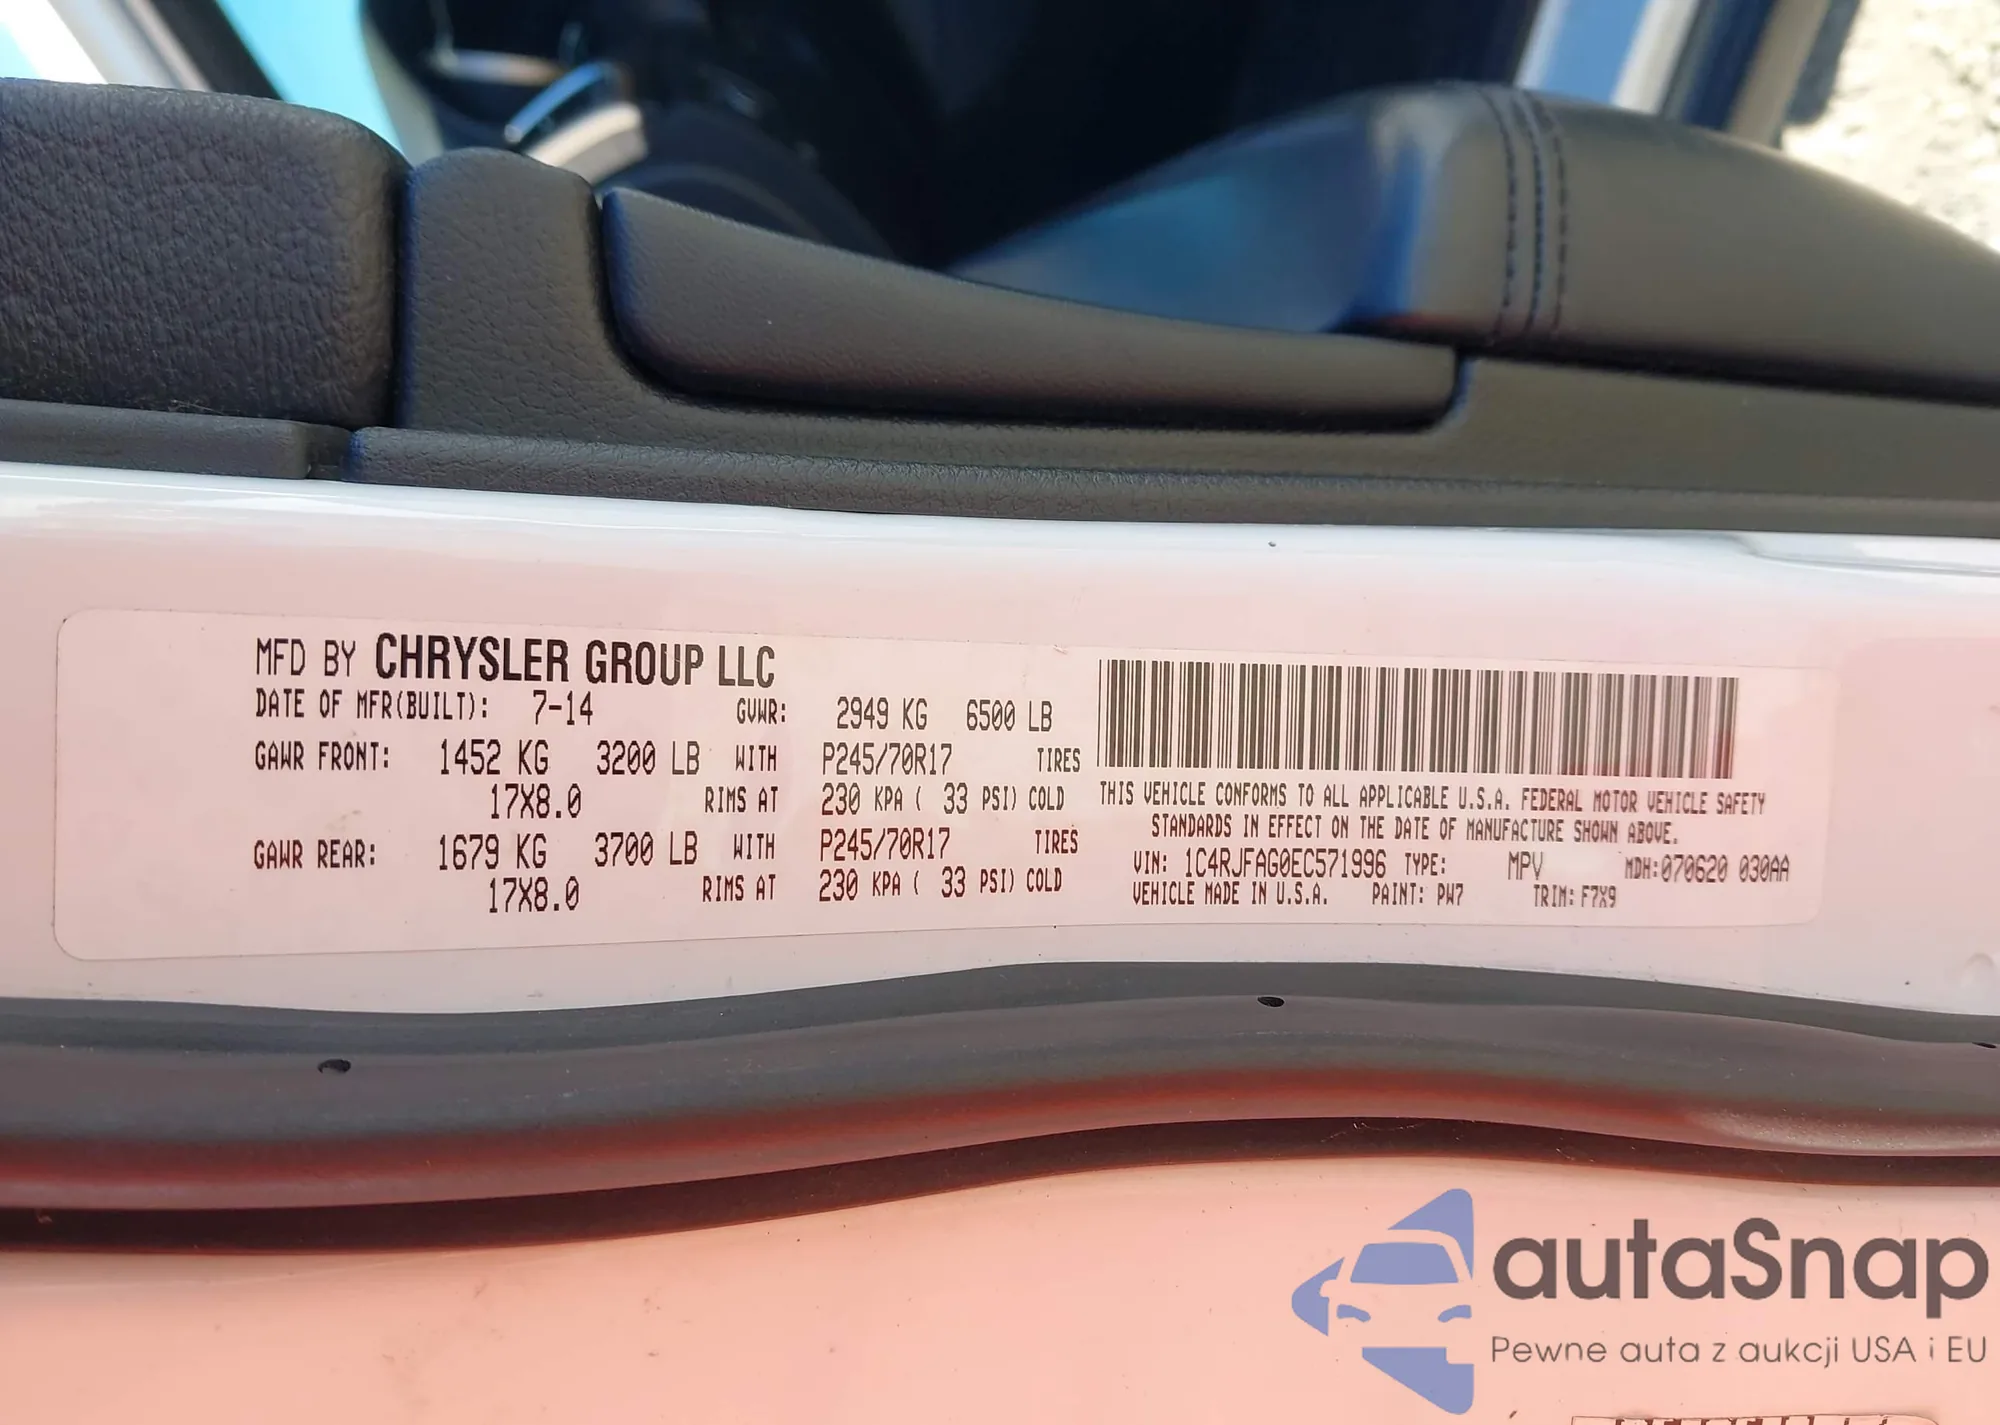 MFD BY CHRYSLER GROUP LLC
DATE OF MFR(BUILT): 7-14 GVWR: 2949 KG 6500 LB
GAWR FRONT: 1452 KG 3200 LB WITH P245/70R17 TIRES
17X8.0 RIMS AT 230 KPA ( 33 PSI) COLD
GAWR REAR: 1679 KG 3700 LB WITH P245/70R17 TIRES
17X8.0 RIMS AT 230 KPA ( 33 PSI) COLD
THIS VEHICLE CONFORMS TO ALL APPLICABLE U.S.A. FEDERAL MOTOR VEHICLE SAFETY
STANDARDS IN EFFECT ON THE DATE OF MANUFACTURE SHOWN ABOVE.
VIN: 1C4RJFAG0EC571996 TYPE: MPV MDH:070620 030AA
VEHICLE MADE IN U.S.A. PAINT: PW7 TRIM: F7X9
autaSnap
Pewne auta z aukcji USA i EU